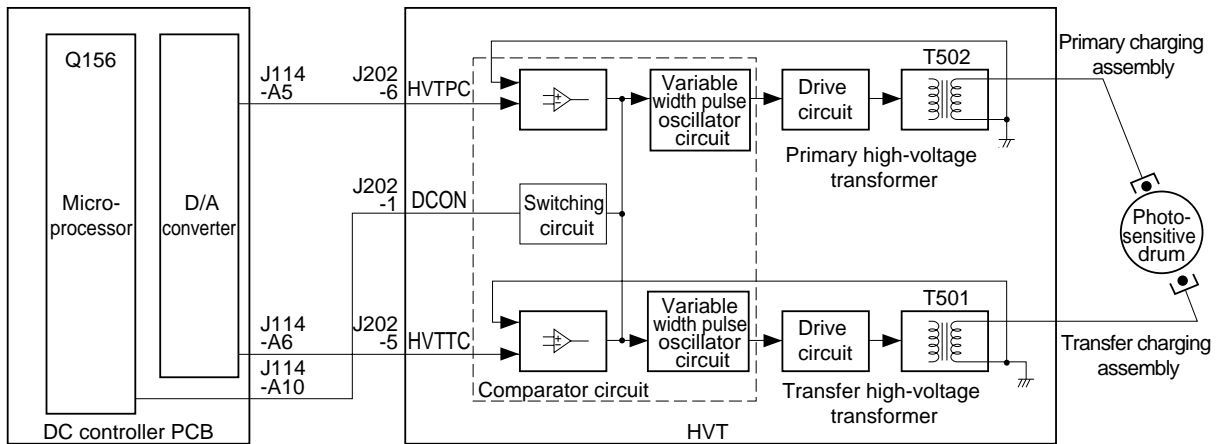 Q156
Micro-
processor
D/A
converter
DC controller PCB
J114
-A5
J202
-6
HVTPC
J202
-1
DCON
J114
-A6
J202
-5
HVTTC
J114
-A10
Switching
circuit
Comparator circuit
Variable
width pulse
oscillator
circuit
Drive
circuit
T502
Primary high-voltage
transformer
Variable
width pulse
oscillator
circuit
Drive
circuit
T501
Transfer high-voltage
transformer
HVT
Primary charging
assembly
Photo-
sensitive
drum
Transfer charging
assembly